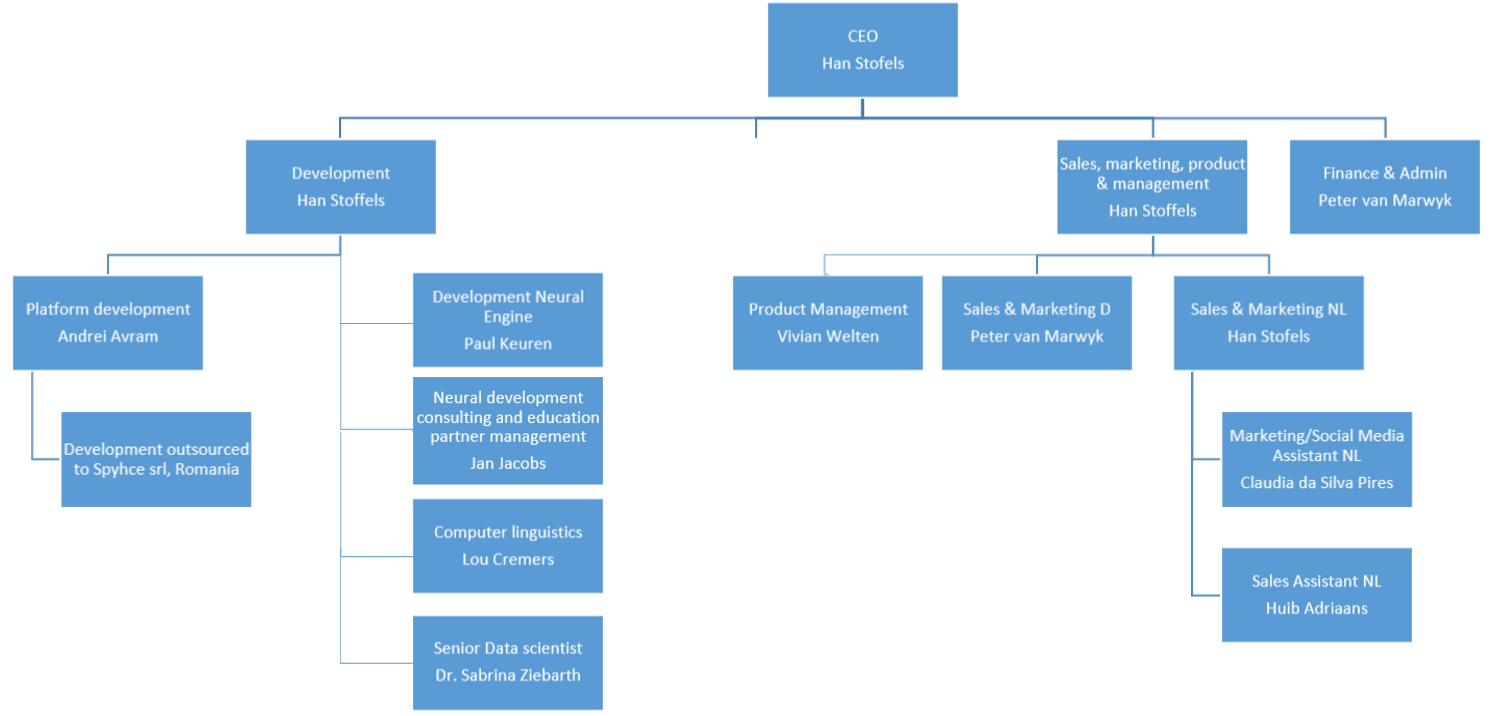 CEO
Han Stofels
Development
Han Stoffels
Sales, marketing, product
& management
Han Stoffels
Finance & Admin
Peter van Marwyk
Platform development
Andrei Avram
Development Neural
Engine
Paul Keuren
Product Management
Vivian Welten
Sales & Marketing D
Peter van Marwyk
Sales & Marketing NL
Han Stofels
Neural development
consulting and education
partner management
Jan Jacobs
Development outsourced
to Spyhce srl, Romania
Marketing/Social Media
Assistant NL
Claudia da Silva Pires
Computer linguistics
Lou Cremers
Sales Assistant NL
Huib Adriaans
Senior Data scientist
Dr. Sabrina Ziebarth